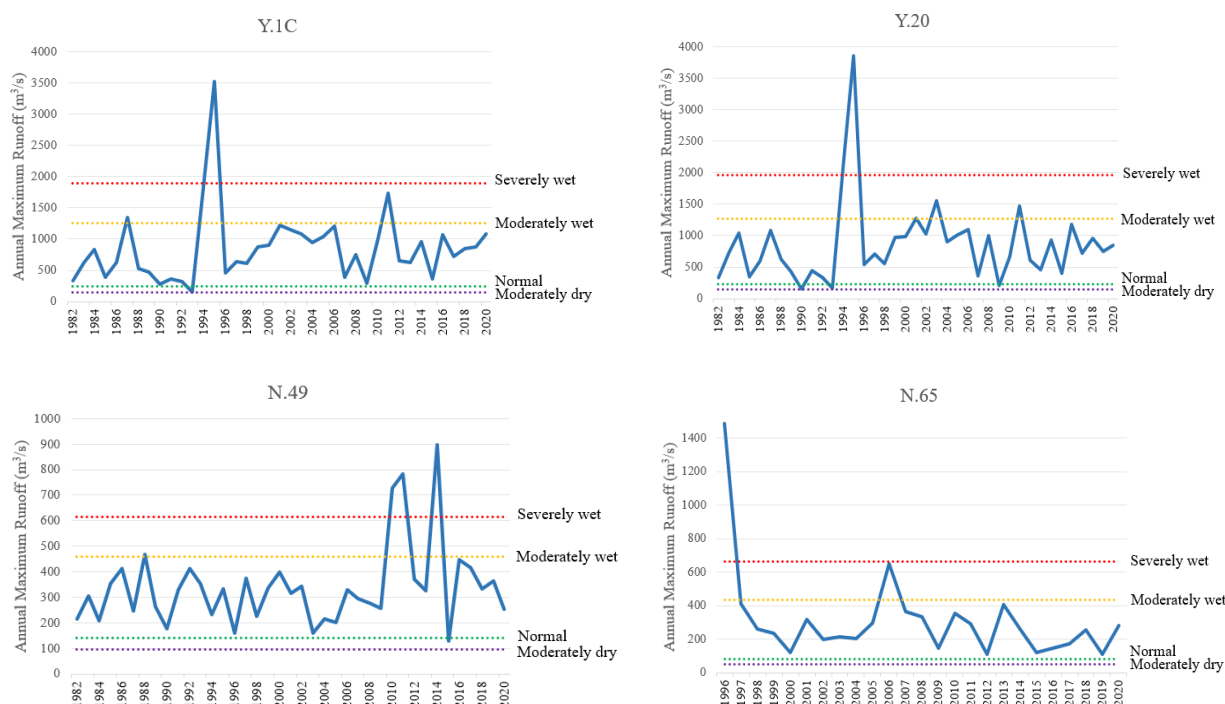 Y.1C
Annual Maximum Runoff (m³/s)
4000
3500
3000
2500
2000
1500
1000
500
0
Severely wet
Moderately wet
Normal
Moderately dry
1982 1984 1986 1988 1990 1992 1994 1996 1998 2000 2002 2004 2006 2008 2010 2012 2014 2016 2018 2020
Y.20
Annual Maximum Runoff (m³/s)
4000
3500
3000
2500
2000
1500
1000
500
0
Severely wet
Moderately wet
Normal
Moderately dry
1982 1984 1986 1988 1990 1992 1994 1996 1998 2000 2002 2004 2006 2008 2010 2012 2014 2016 2018 2020
N.49
Annual Maximum Runoff (m³/s)
1000
900
800
700
600
500
400
300
200
100
0
Severely wet
Moderately wet
Normal
Moderately dry
1982 1984 1986 1988 1990 1992 1994 1996 1998 2000 2002 2004 2006 2008 2010 2012 2014 2016 2018 2020
N.65
Annual Maximum Runoff (m³/s)
1400
1200
1000
800
600
400
200
0
Severely wet
Moderately wet
Normal
Moderately dry
1996 1997 1998 1999 2000 2001 2002 2003 2004 2005 2006 2007 2008 2009 2010 2011 2012 2013 2014 2015 2016 2017 2018 2019 2020